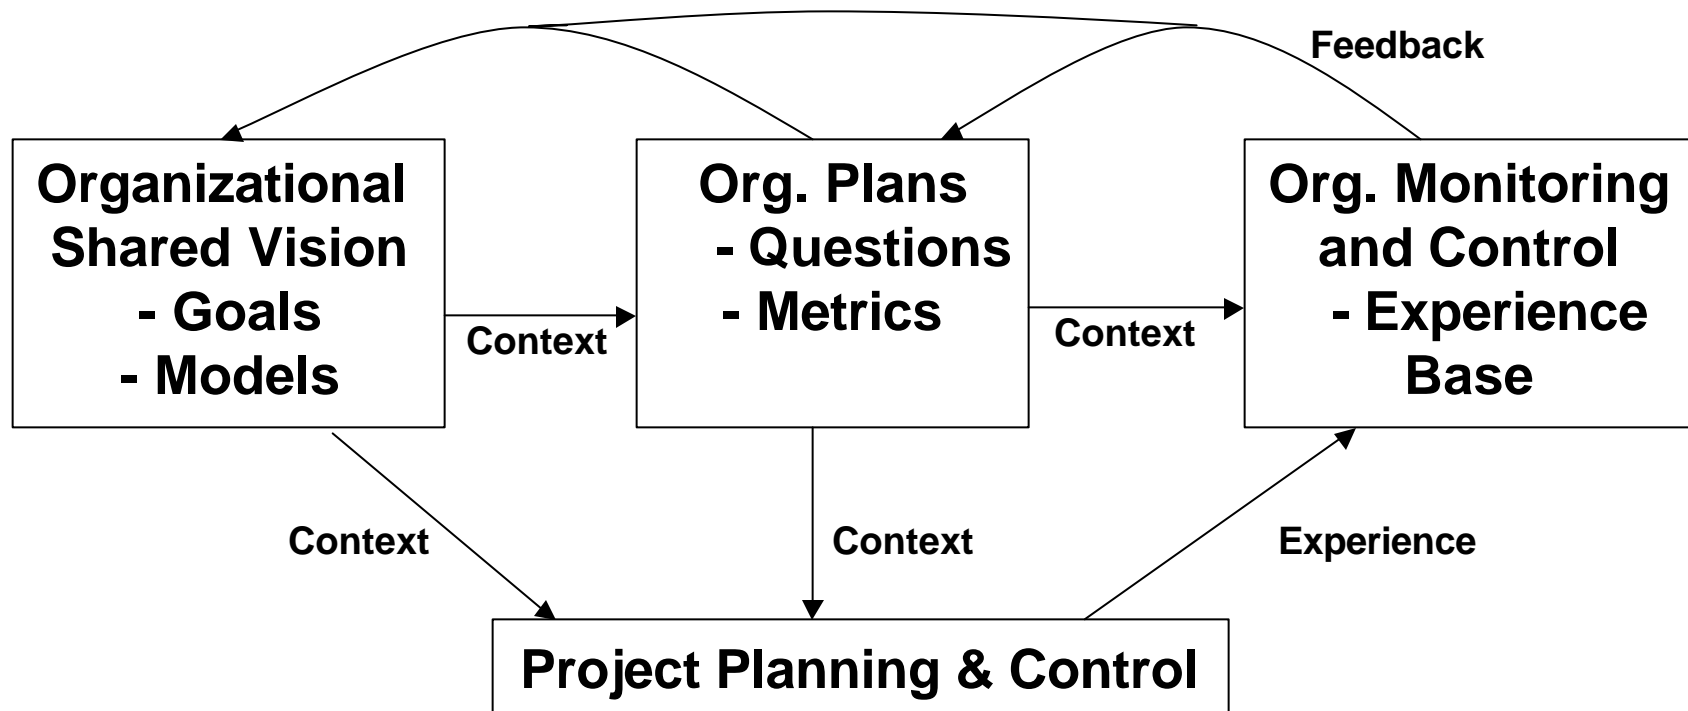 Feedback
Organizational
Shared Vision
- Goals
- Models
Context
Org. Plans
- Questions
- Metrics
Context
Org. Monitoring
and Control
- Experience
Base
Context
Context
Experience
Project Planning & Control